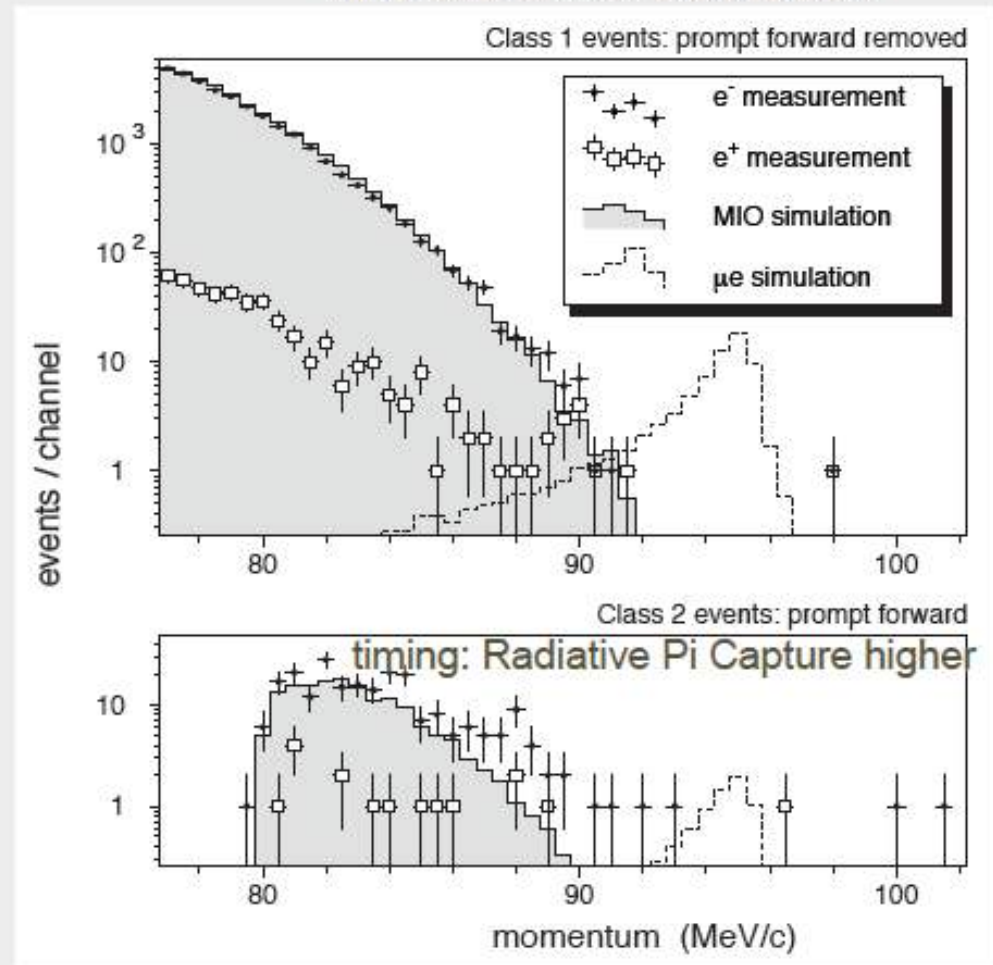 Class 1 events: prompt forward removed
e⁻ measurement
e⁺ measurement
MIO simulation
μe simulation
10³
10²
10
1
80 90 100
events / channel
Class 2 events: prompt forward
timing: Radiative Pi Capture higher
10
1
80 90 100
momentum (MeV/c)